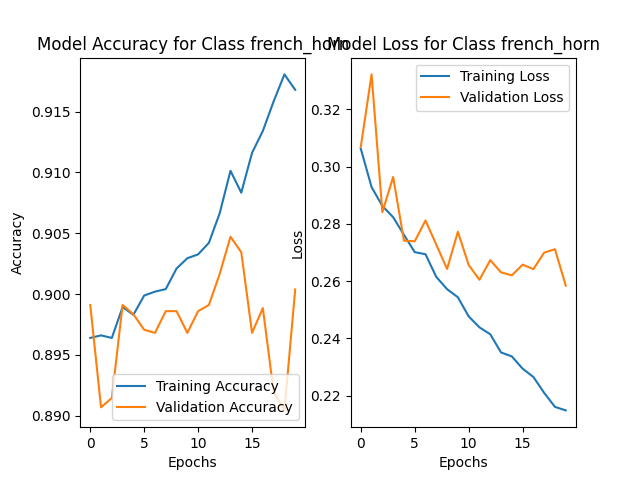 Model Accuracy for Class french_horn
Accuracy
0.915
0.910
0.905
0.900
0.895
0.890
0
5
10
15
Epochs
Training Accuracy
Validation Accuracy
Model Loss for Class french_horn
Loss
0.32
0.30
0.28
0.26
0.24
0.22
0
5
10
15
Epochs
Training Loss
Validation Loss